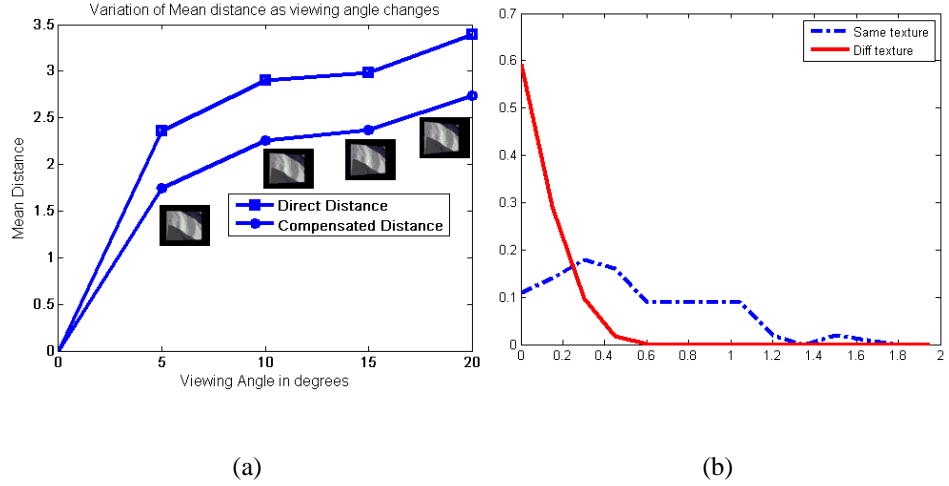 Variation of Mean distance as viewing angle changes
3.5
3
2.5
2
1.5
1
0.5
0
Mean Distance
0 5 10 15 20
Viewing Angle in degrees
Direct Distance
Compensated Distance
(a)
0.7
0.6
0.5
0.4
0.3
0.2
0.1
0
0 0.2 0.4 0.6 0.8 1 1.2 1.4 1.6 1.8 2
Same texture
Diff texture
(b)